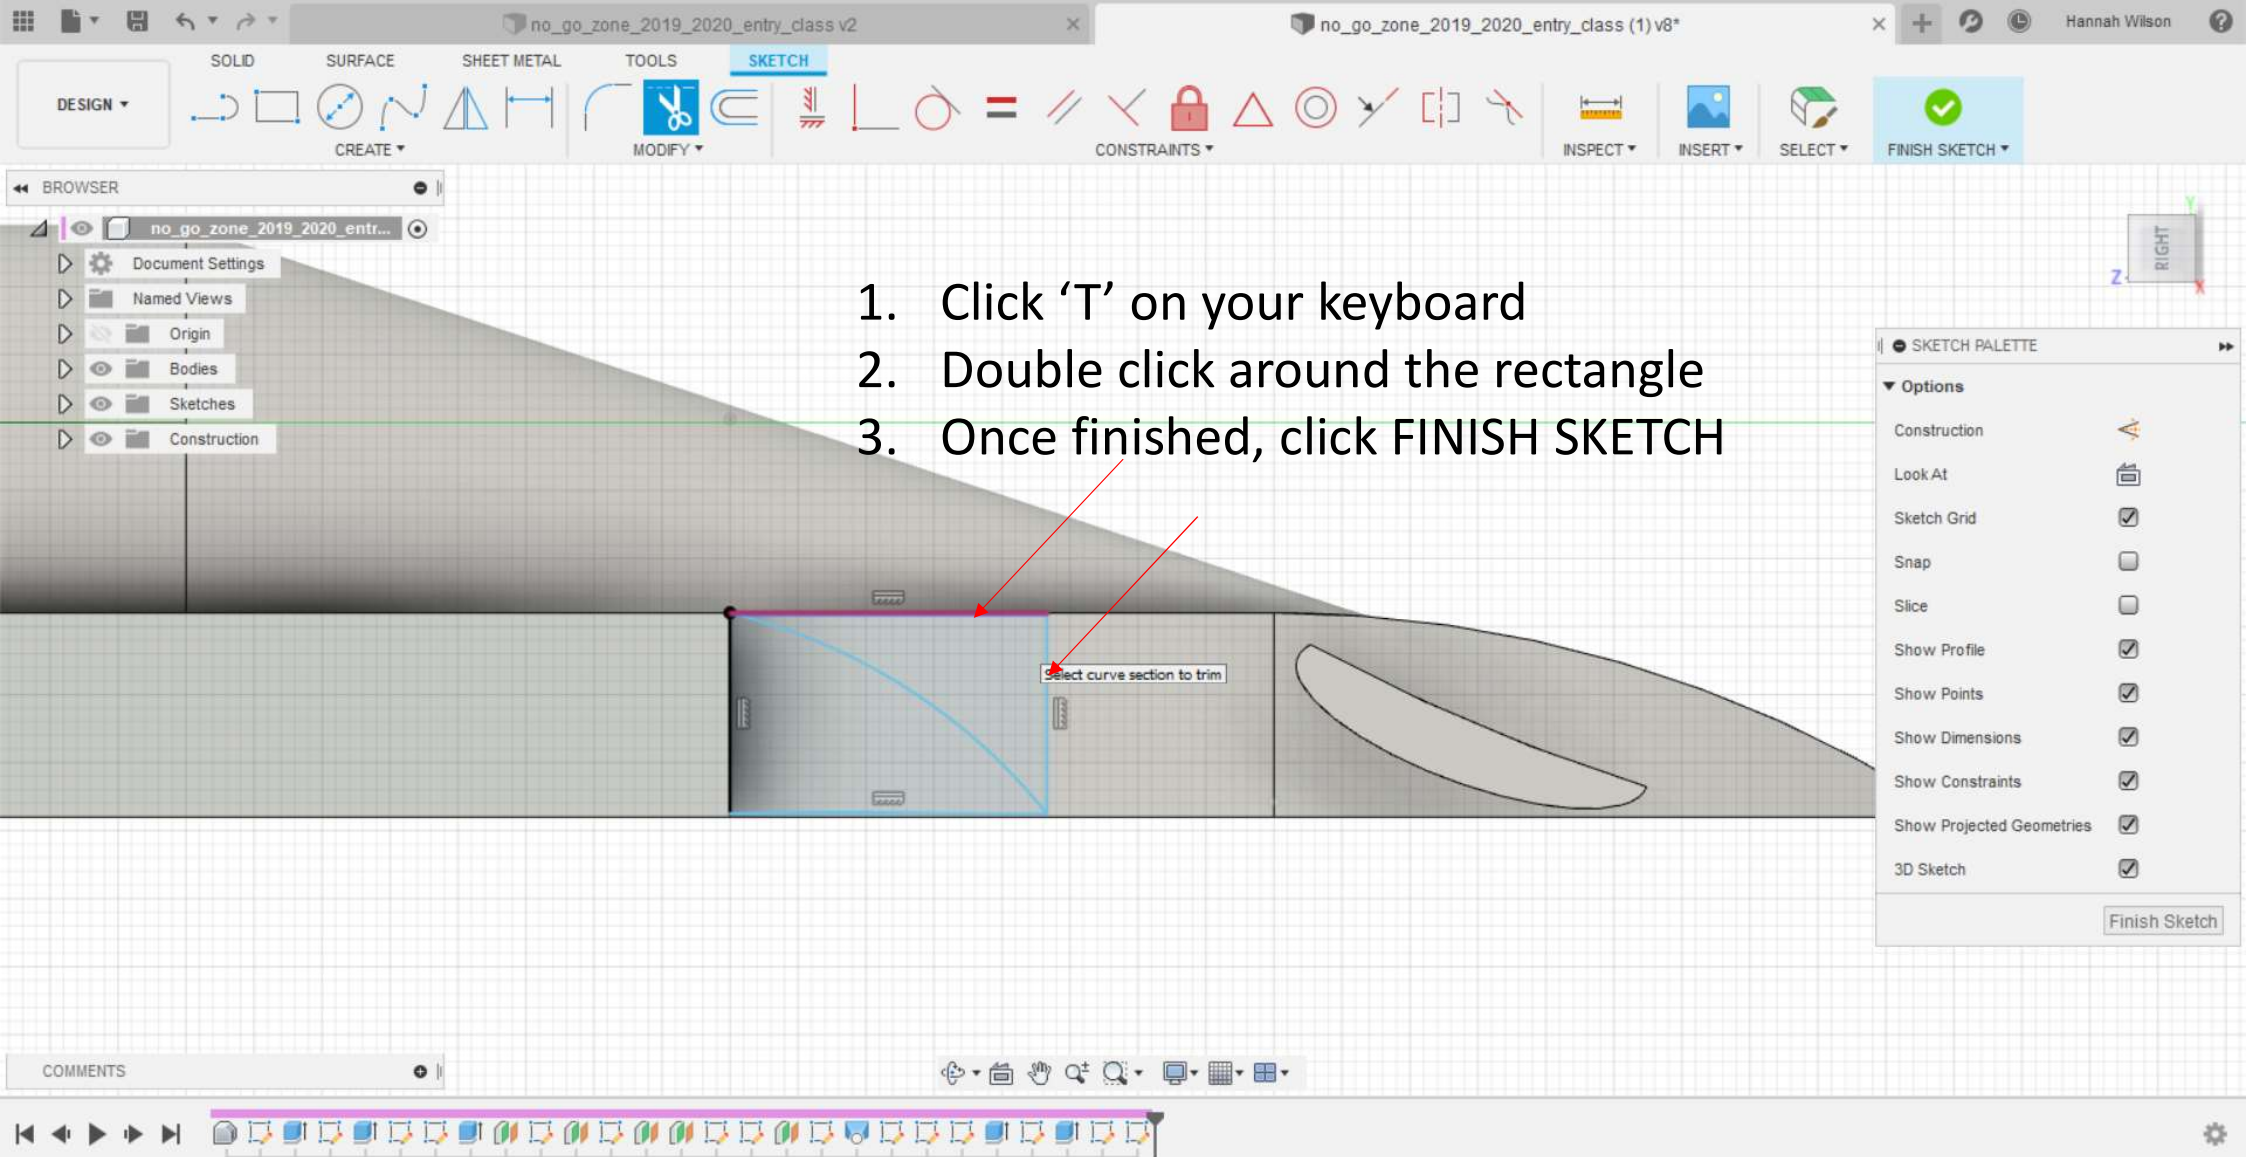 no_go_zone_2019_2020_entry_class v2
no_go_zone_2019_2020_entry_class (1) v8*
Hannah Wilson
SOLID SURFACE SHEET METAL TOOLS SKETCH
DESIGN
CREATE MODIFY CONSTRAINTS INSPECT INSERT SELECT FINISH SKETCH
BROWSER
no_go_zone_2019_2020_entr...
Document Settings
Named Views
Origin
Bodies
Sketches
Construction
1. Click ‘T’ on your keyboard
2. Double click around the rectangle
3. Once finished, click FINISH SKETCH
Y
RIGHT
Z
X
Select curve section to trim
SKETCH PALETTE
Options
Construction
Look At
Sketch Grid
Snap
Slice
Show Profile
Show Points
Show Dimensions
Show Constraints
Show Projected Geometries
3D Sketch
Finish Sketch
COMMENTS